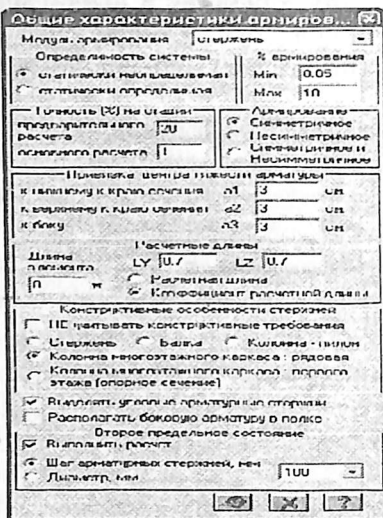 Общие характеристики армиров...
Модуль армирования стержень
Определимость системы
статически неопределимая
статически определимая
% армирования
Min 0.05
Max 10
Точность (%) на стадии
предварительного расчета 20
основного расчета 1
Армирование
Симметричное
Несимметричное
Симметричное и Несимметричное
Привязка центра тяжести арматуры
к нижнему краю сечения a1 3 см
к верхнему краю сечения a2 3 см
к боку a3 3 см
Расчетные длины
Длина элемента
0 м
LY 0.7 LZ 0.7
Расчетная длина
Коэффициент расчетной длины
Конструктивные особенности стержней
НЕ учитывать конструктивные требования
Стержень Балка Колонна - пилон
Колонна многоэтажного каркаса : рядовая
Колонна многоэтажного каркаса : первого
этажа (опорное сечение)
Выделять угловые арматурные стержни
Располагать боковую арматуру в полке
Второе предельное состояние
Выполнить расчет
Шаг арматурных стержней, мм 100
Диаметр, мм
?